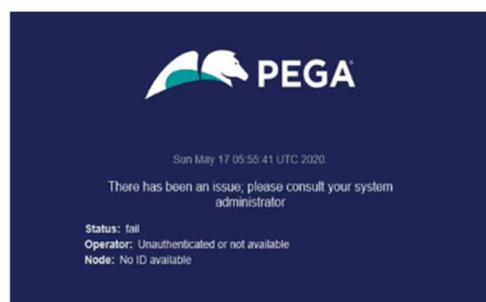 PEGA
Sun May 17 05:55:41 UTC 2020.
There has been an issue; please consult your system
administrator
Status: fail
Operator: Unauthenticated or not available
Node: No ID available